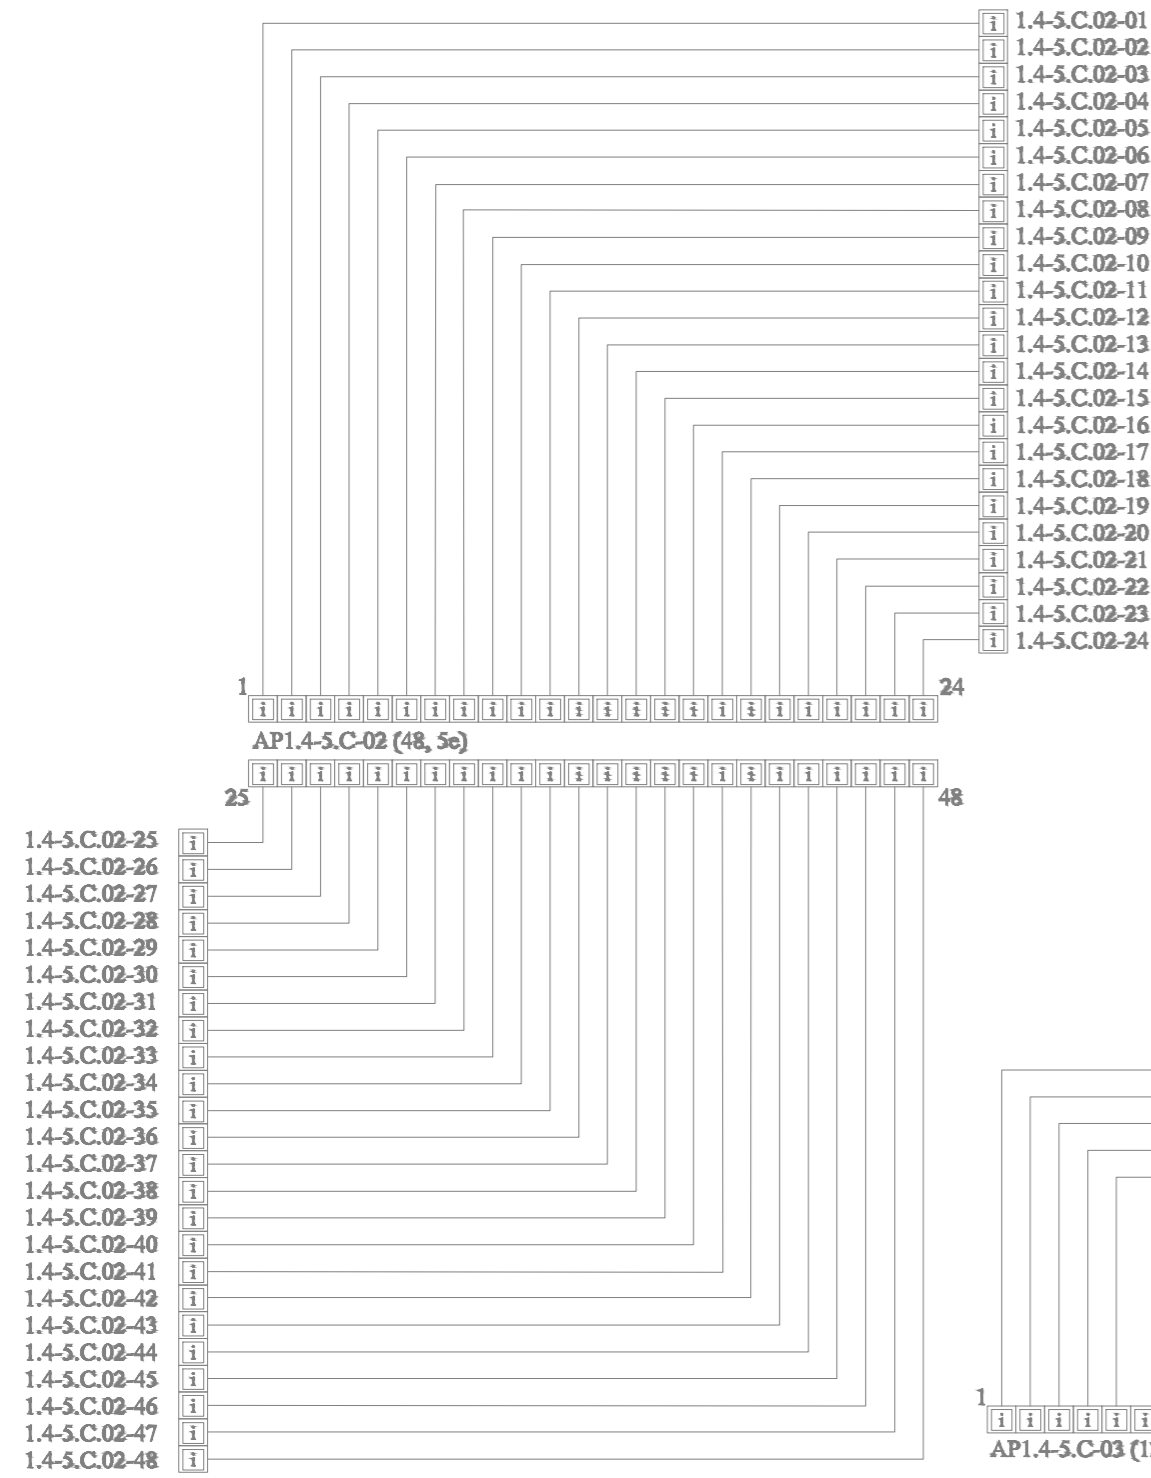 1.4-5.C.02-01
1.4-5.C.02-02
1.4-5.C.02-03
1.4-5.C.02-04
1.4-5.C.02-05
1.4-5.C.02-06
1.4-5.C.02-07
1.4-5.C.02-08
1.4-5.C.02-09
1.4-5.C.02-10
1.4-5.C.02-11
1.4-5.C.02-12
1.4-5.C.02-13
1.4-5.C.02-14
1.4-5.C.02-15
1.4-5.C.02-16
1.4-5.C.02-17
1.4-5.C.02-18
1.4-5.C.02-19
1.4-5.C.02-20
1.4-5.C.02-21
1.4-5.C.02-22
1.4-5.C.02-23
1.4-5.C.02-24
1 24
i i i i i i i i i i i i i i i i i i i i i i i i
AP1.4-5.C-02 (48, 5e)
i i i i i i i i i i i i i i i i i i i i i i i i
25 48
1.4-5.C.02-25 i
1.4-5.C.02-26 i
1.4-5.C.02-27 i
1.4-5.C.02-28 i
1.4-5.C.02-29 i
1.4-5.C.02-30 i
1.4-5.C.02-31 i
1.4-5.C.02-32 i
1.4-5.C.02-33 i
1.4-5.C.02-34 i
1.4-5.C.02-35 i
1.4-5.C.02-36 i
1.4-5.C.02-37 i
1.4-5.C.02-38 i
1.4-5.C.02-39 i
1.4-5.C.02-40 i
1.4-5.C.02-41 i
1.4-5.C.02-42 i
1.4-5.C.02-43 i
1.4-5.C.02-44 i
1.4-5.C.02-45 i
1.4-5.C.02-46 i
1.4-5.C.02-47 i
1.4-5.C.02-48 i
1
i i i i i i
AP1.4-5.C-03